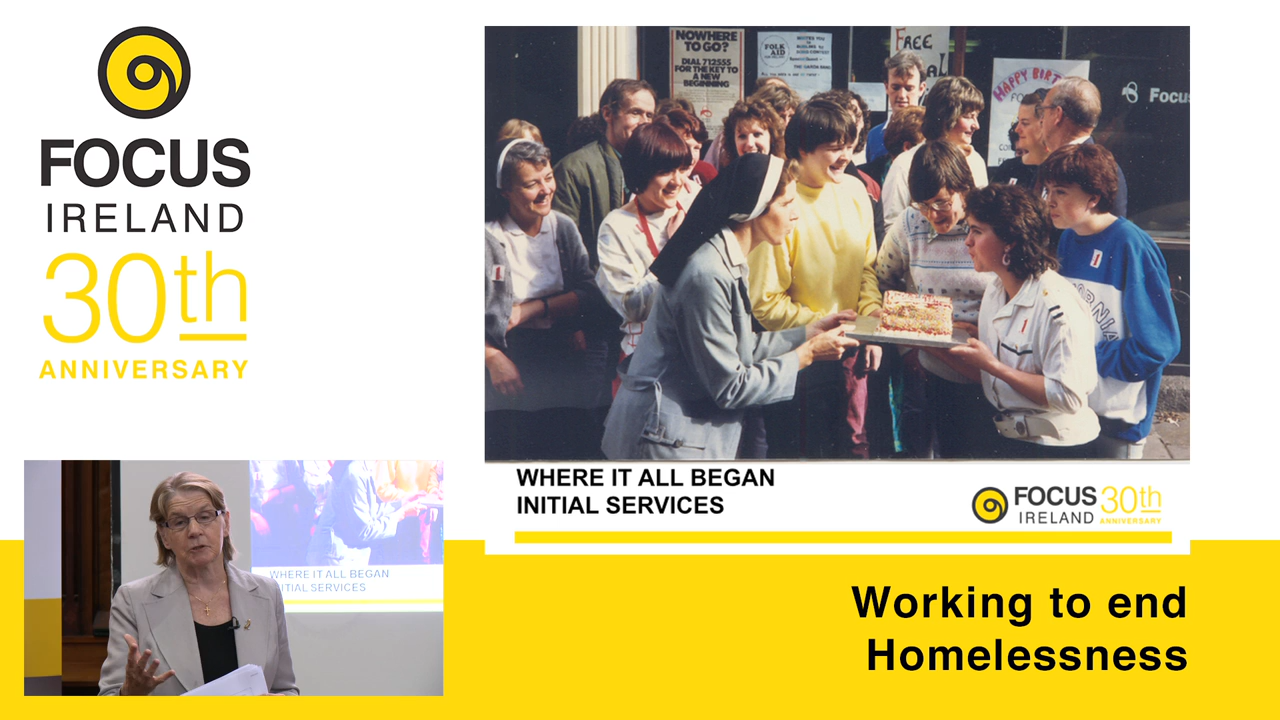 FOCUS
IRELAND
30th
ANNIVERSARY
NOWHERE
TO GO?
DIAL 712555
FOR THE KEY TO
A NEW
BEGINNING
FOLK
AID
FREE
HAPPY BIRT
Focus
WHERE IT ALL BEGAN
INITIAL SERVICES
FOCUS 30th
IRELAND ANNIVERSARY
WHERE IT ALL BEGAN
ITIAL SERVICES
Working to end
Homelessness